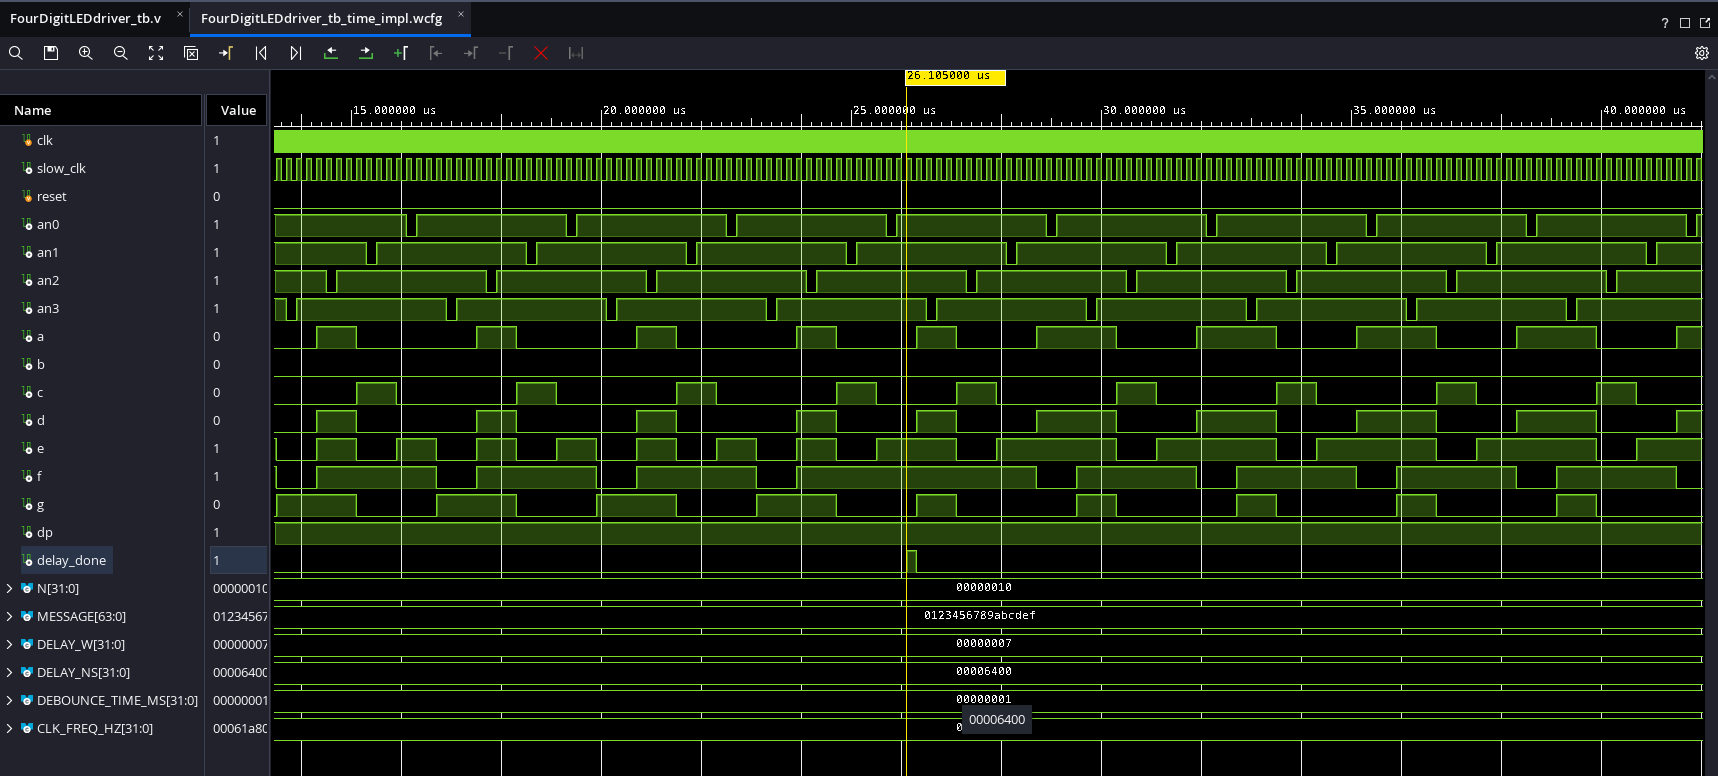 FourDigitLEDdriver_tb.v × FourDigitLEDdriver_tb_time_impl.wcfg × ?
26.105000 us
Name Value 15.000000 us 20.000000 us 25.000000 us 30.000000 us 35.000000 us 40.000000 us
clk 1
slow_clk 1
reset 0
an0 1
an1 1
an2 1
an3 1
a 0
b 0
c 0
d 0
e 1
f 1
g 0
dp 1
delay_done 1
N[31:0] 00000010 00000010
MESSAGE[63:0] 01234567 0123456789abcdef
DELAY_W[31:0] 00000007 00000007
DELAY_NS[31:0] 00006400 00006400
DEBOUNCE_TIME_MS[31:0] 00000001 00000001
00006400
CLK_FREQ_HZ[31:0] 00061a80